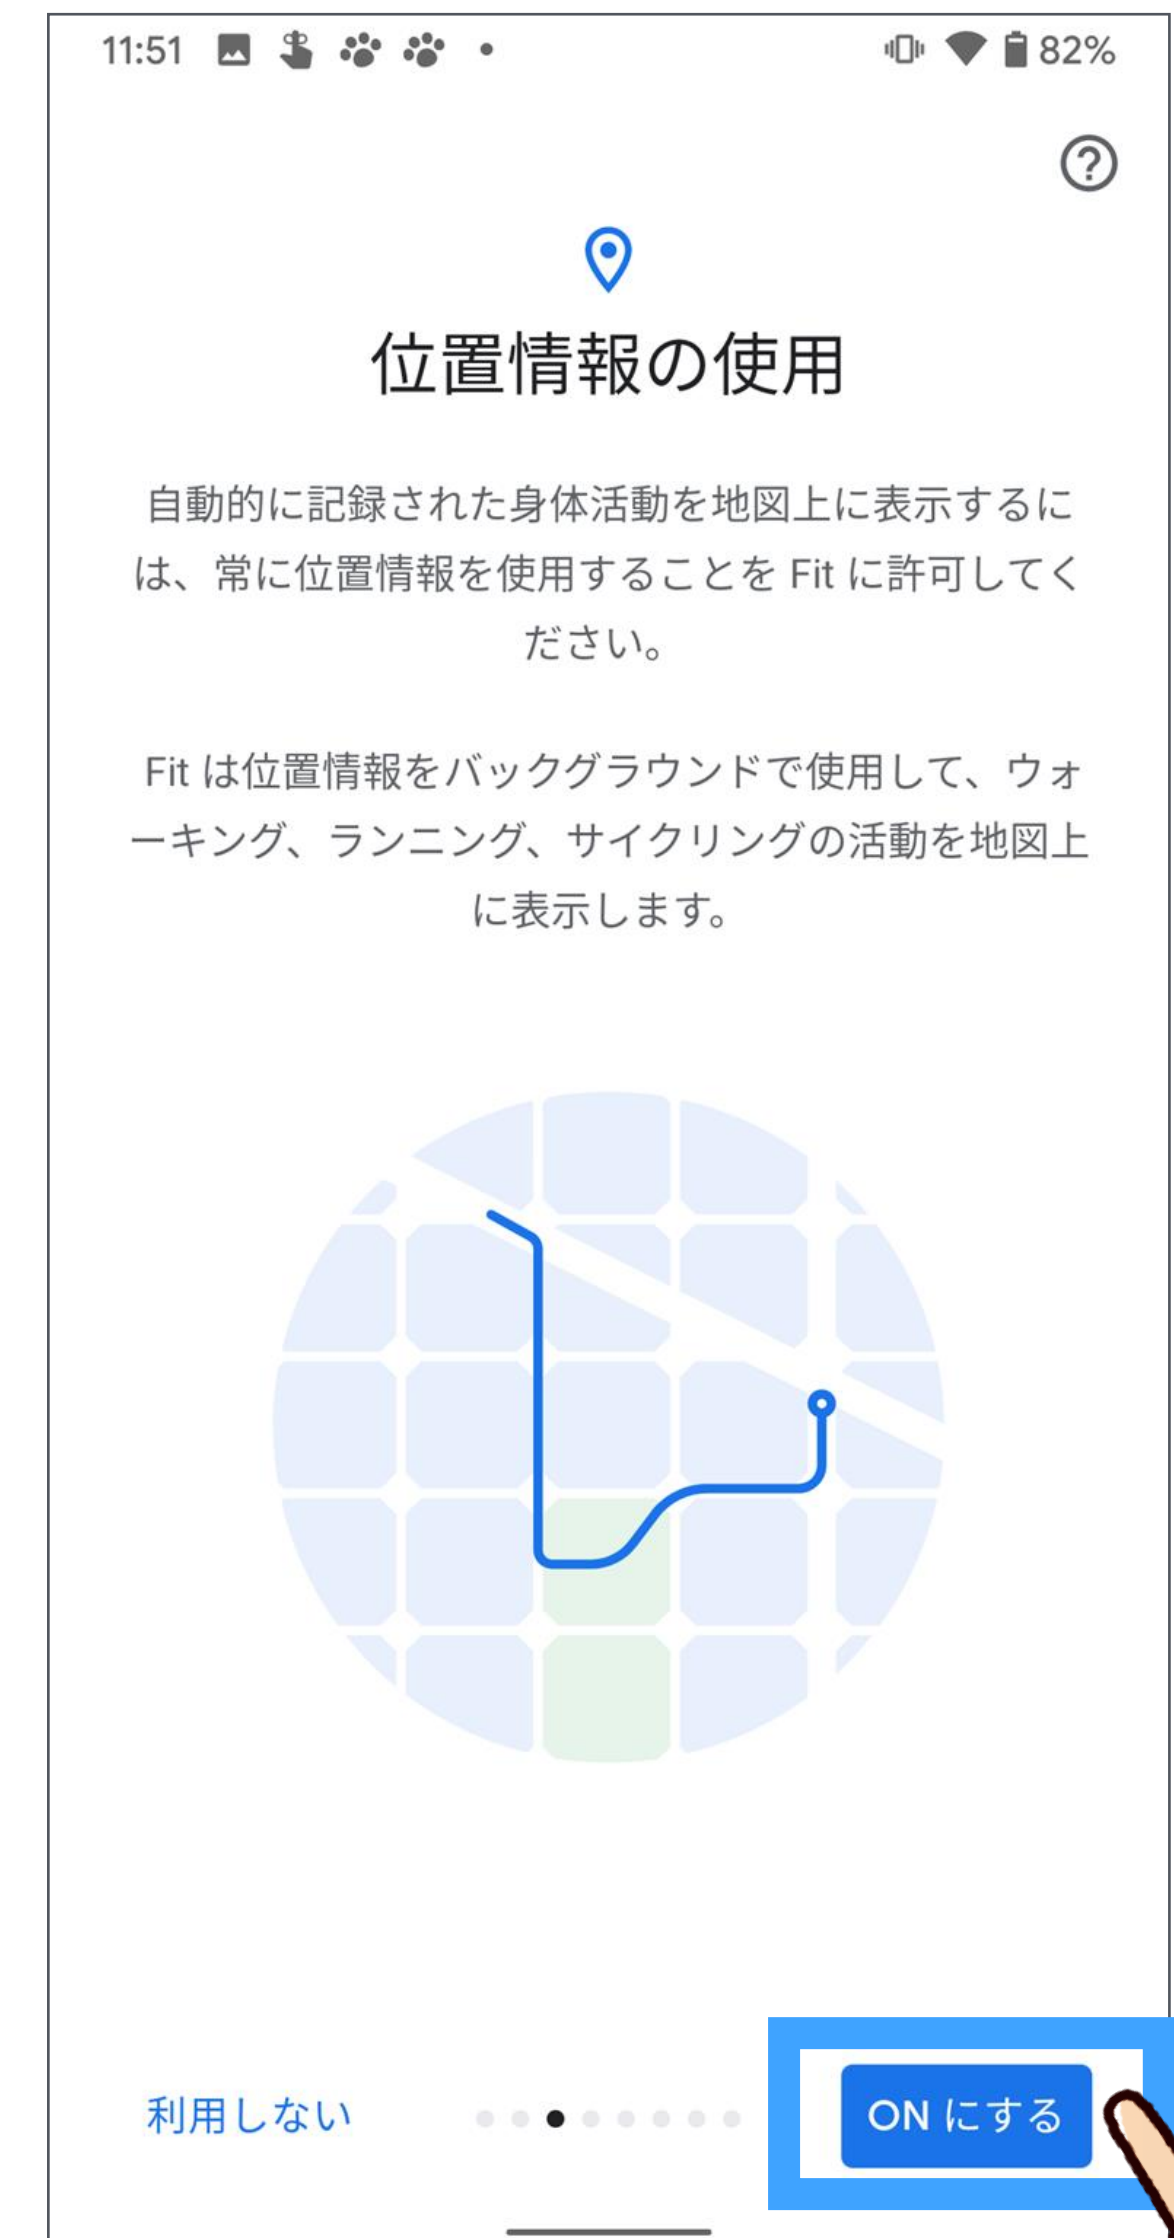 11:51 82%
位置情報の使用
自動的に記録された身体活動を地図上に表示するに
は、常に位置情報を使用することを Fit に許可してく
ださい。
Fit は位置情報をバックグラウンドで使用して、ウォ
ーキング、ランニング、サイクリングの活動を地図上
に表示します。
利用しない ON にする